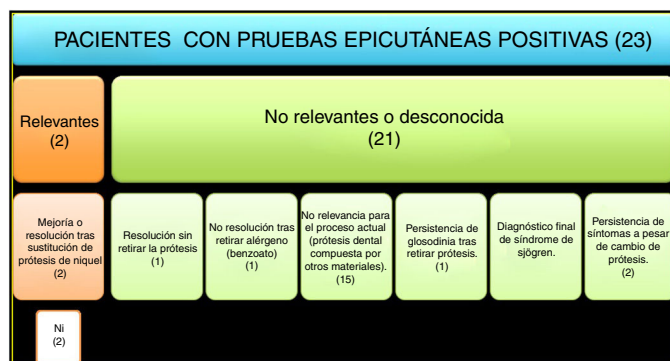 PACIENTES CON PRUEBAS EPICUTÁNEAS POSITIVAS (23)
Relevantes
(2)
No relevantes o desconocida
(21)
Mejoría o
resolución tras
sustitución de
prótesis de niquel
(2)
Resolución sin
retirar la prótesis
(1)
No resolución tras
retirar alérgeno
(benzoato)
(1)
No relevancia para
el proceso actual
(prótesis dental
compuesta por
otros materiales).
(15)
Persistencia de
glosodinia tras
retirar prótesis.
(1)
Diagnóstico final
de síndrome de
sjögren.
Persistencia de
síntomas a pesar
de cambio de
prótesis.
(2)
Ni
(2)